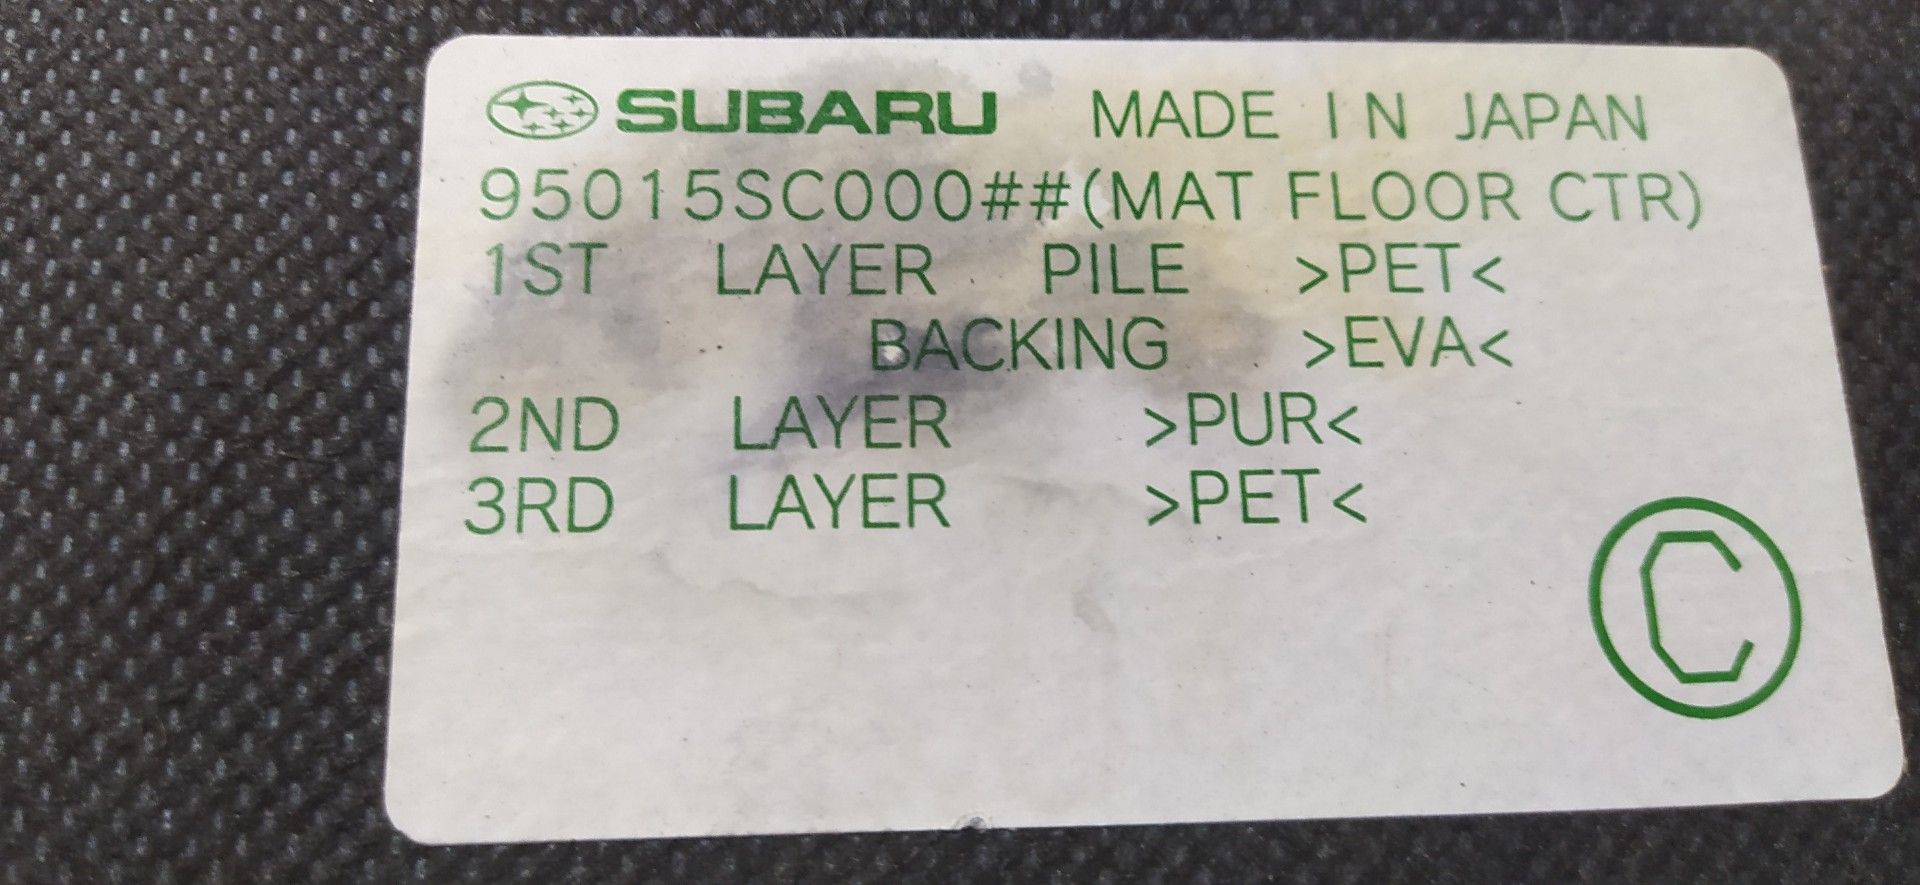 SUBARU MADE IN JAPAN
95015SC000##(MAT FLOOR CTR)
1ST LAYER PILE >PET<
BACKING >EVA<
2ND LAYER >PUR<
3RD LAYER >PET<
C